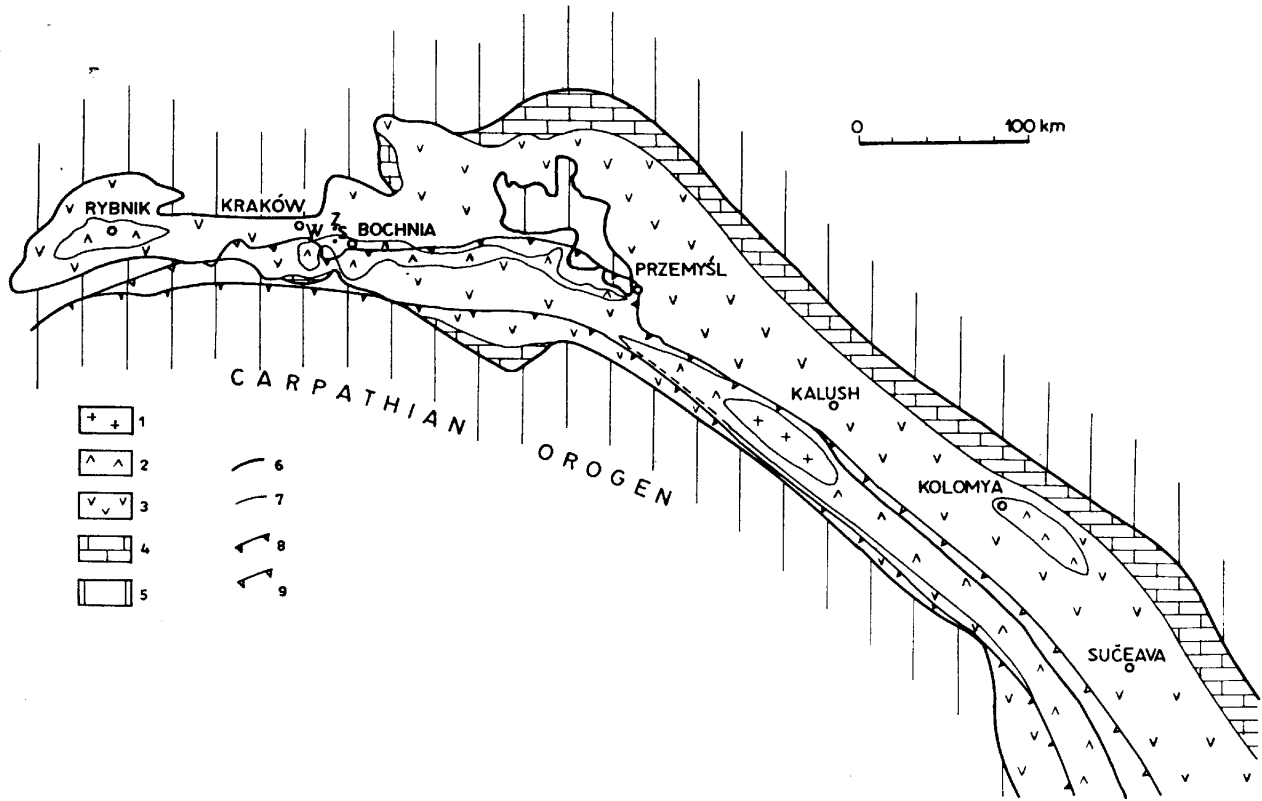 0 100 km
RYBNIK
KRAKÓW
W Z S BOCHNIA
PRZEMYŚL
KALUSH
KOLOMYA
SUČEAVA
CARPATHIAN OROGEN
1
2
3
4
5
6
7
8
9